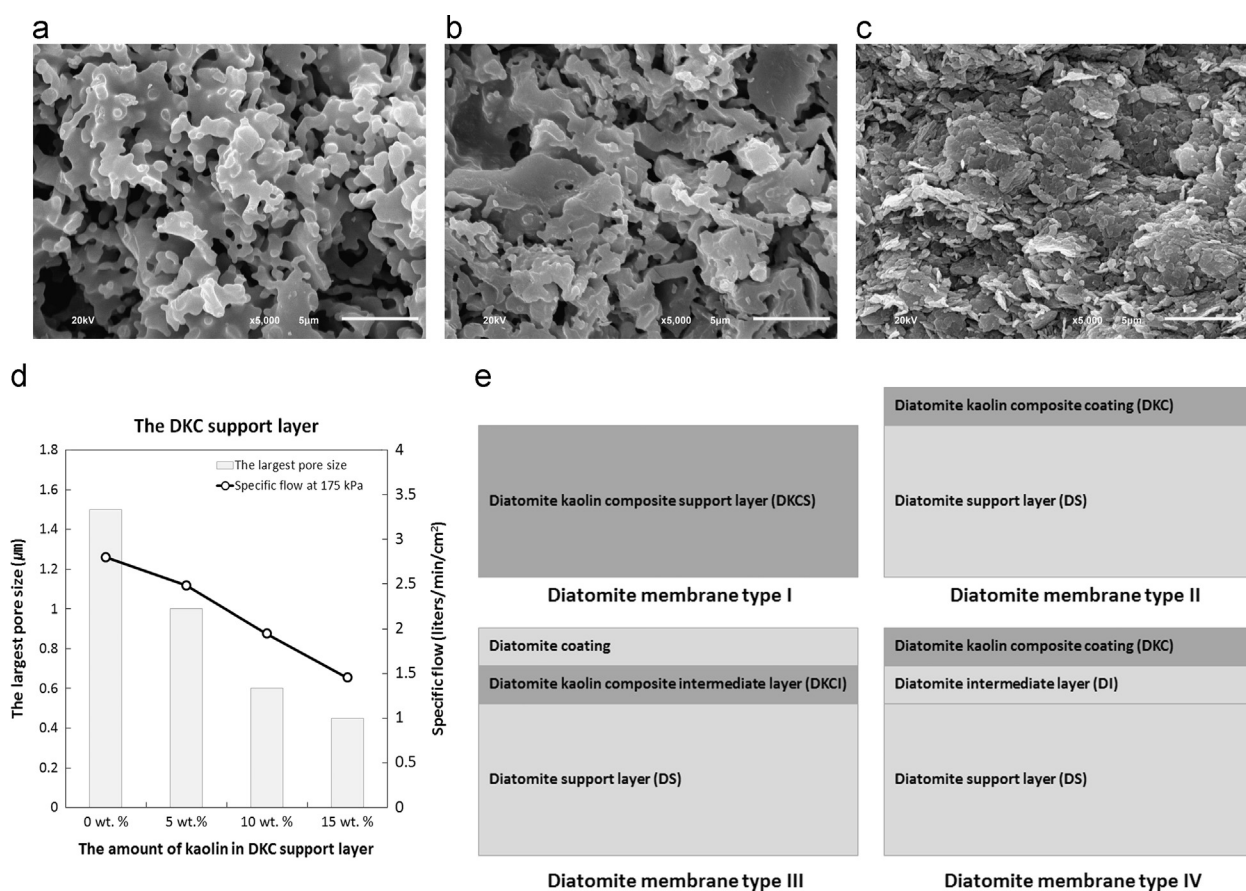 a
b
c
20kV x5,000 5μm
20kV x5,000 5μm
20kV x5,000 5μm
d
The DKC support layer
The largest pore size
Specific flow at 175 kPa
The largest pore size (μm)
1.8
1.6
1.4
1.2
1
0.8
0.6
0.4
0.2
0
4
3.5
3
2.5
2
1.5
1
0.5
0
Specific flow (liters/min/cm²)
0 wt. % 5 wt.% 10 wt. % 15 wt. %
The amount of kaolin in DKC support layer
e
Diatomite kaolin composite support layer (DKCS)
Diatomite membrane type I
Diatomite kaolin composite coating (DKC)
Diatomite support layer (DS)
Diatomite membrane type II
Diatomite coating
Diatomite kaolin composite intermediate layer (DKCI)
Diatomite support layer (DS)
Diatomite membrane type III
Diatomite kaolin composite coating (DKC)
Diatomite intermediate layer (DI)
Diatomite support layer (DS)
Diatomite membrane type IV